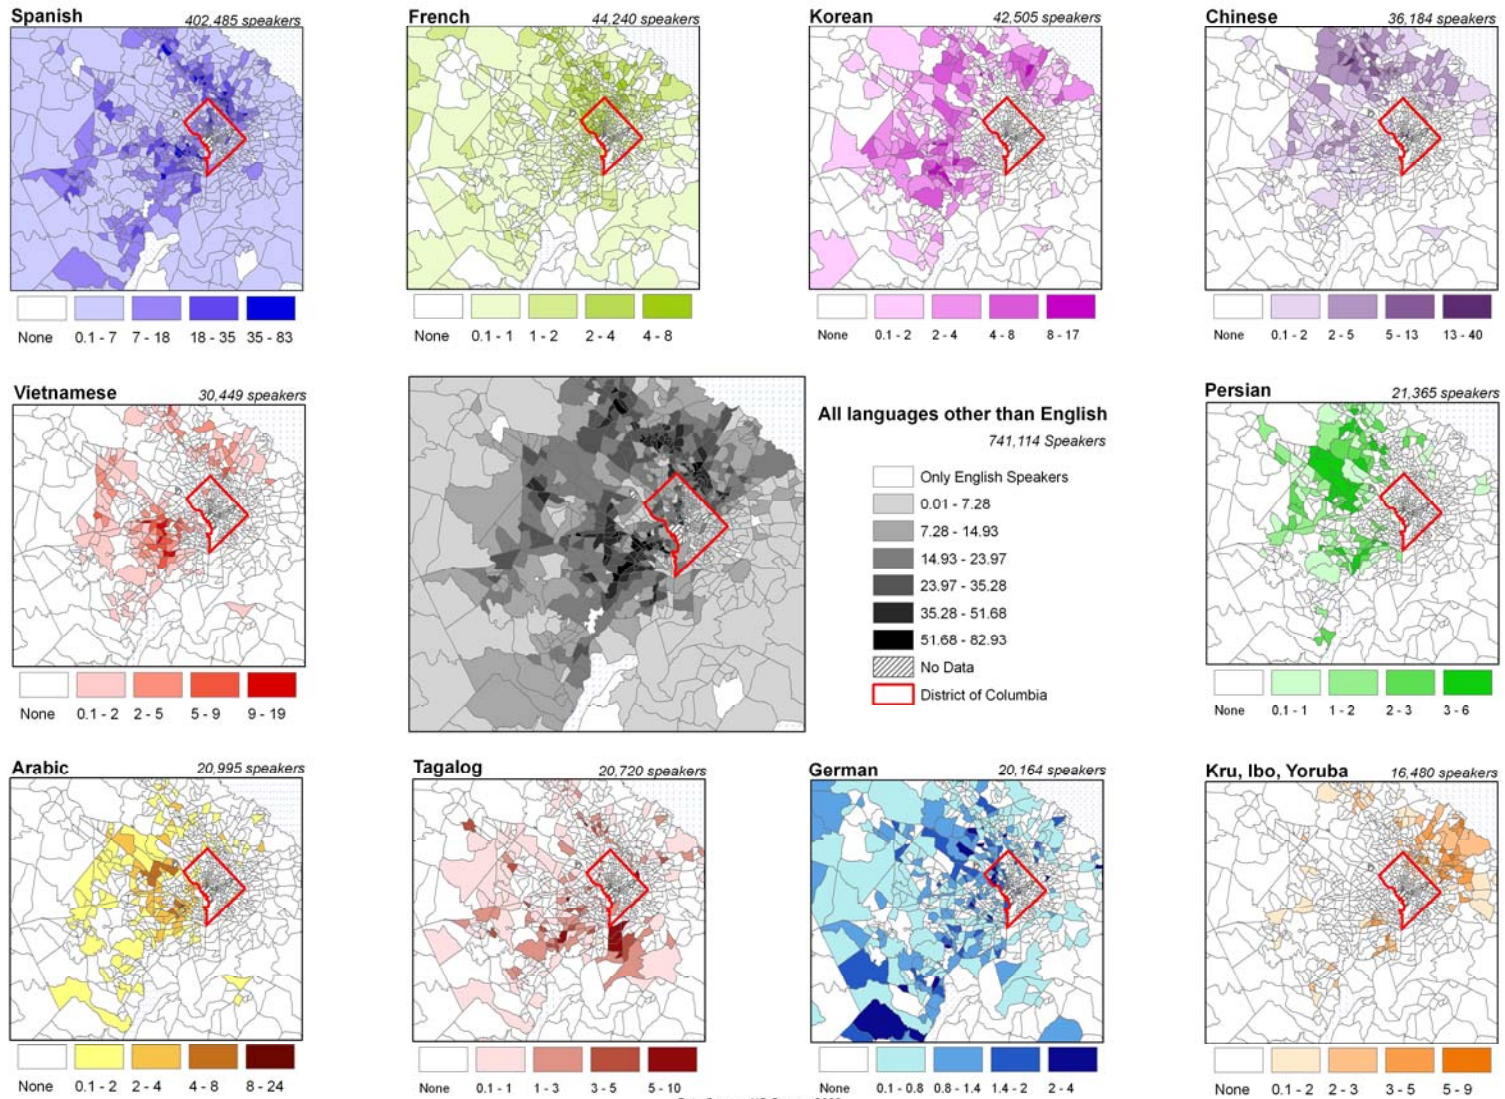 Spanish 402,485 speakers
None 0.1 - 7 7 - 18 18 - 35 35 - 83
French 44,240 speakers
None 0.1 - 1 1 - 2 2 - 4 4 - 8
Korean 42,505 speakers
None 0.1 - 2 2 - 4 4 - 8 8 - 17
Chinese 36,184 speakers
None 0.1 - 2 2 - 5 5 - 13 13 - 40
Vietnamese 30,449 speakers
None 0.1 - 2 2 - 5 5 - 9 9 - 19
All languages other than English
741,114 Speakers
Only English Speakers
0.01 - 7.28
7.28 - 14.93
14.93 - 23.97
23.97 - 35.28
35.28 - 51.68
51.68 - 82.93
No Data
District of Columbia
Persian 21,365 speakers
None 0.1 - 1 1 - 2 2 - 3 3 - 6
Arabic 20,995 speakers
None 0.1 - 2 2 - 4 4 - 8 8 - 24
Tagalog 20,720 speakers
None 0.1 - 1 1 - 3 3 - 5 5 - 10
German 20,164 speakers
None 0.1 - 0.8 0.8 - 1.4 1.4 - 2 2 - 4
Kru, Ibo, Yoruba 16,480 speakers
None 0.1 - 2 2 - 3 3 - 5 5 - 9